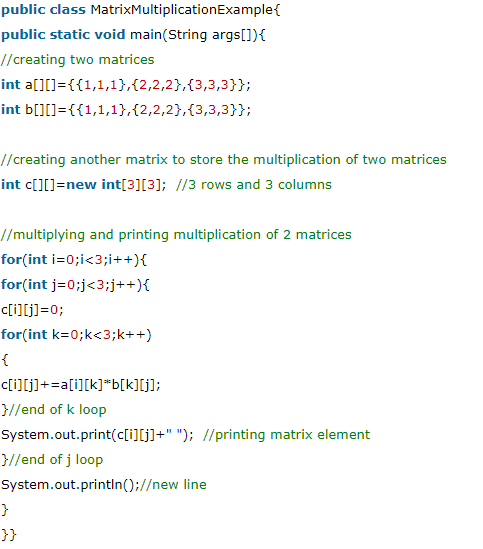 public class MatrixMultiplicationExample{
public static void main(String args[]){
//creating two matrices
int a[][]={{1,1,1},{2,2,2},{3,3,3}};
int b[][]={{1,1,1},{2,2,2},{3,3,3}};
//creating another matrix to store the multiplication of two matrices
int c[][]=new int[3][3];  //3 rows and 3 columns
//multiplying and printing multiplication of 2 matrices
for(int i=0;i<3;i++){
for(int j=0;j<3;j++){
c[i][j]=0;
for(int k=0;k<3;k++)
{
c[i][j]+=a[i][k]*b[k][j];
}//end of k loop
System.out.print(c[i][j]+" ");  //printing matrix element
}//end of j loop
System.out.println();//new line
}
}}